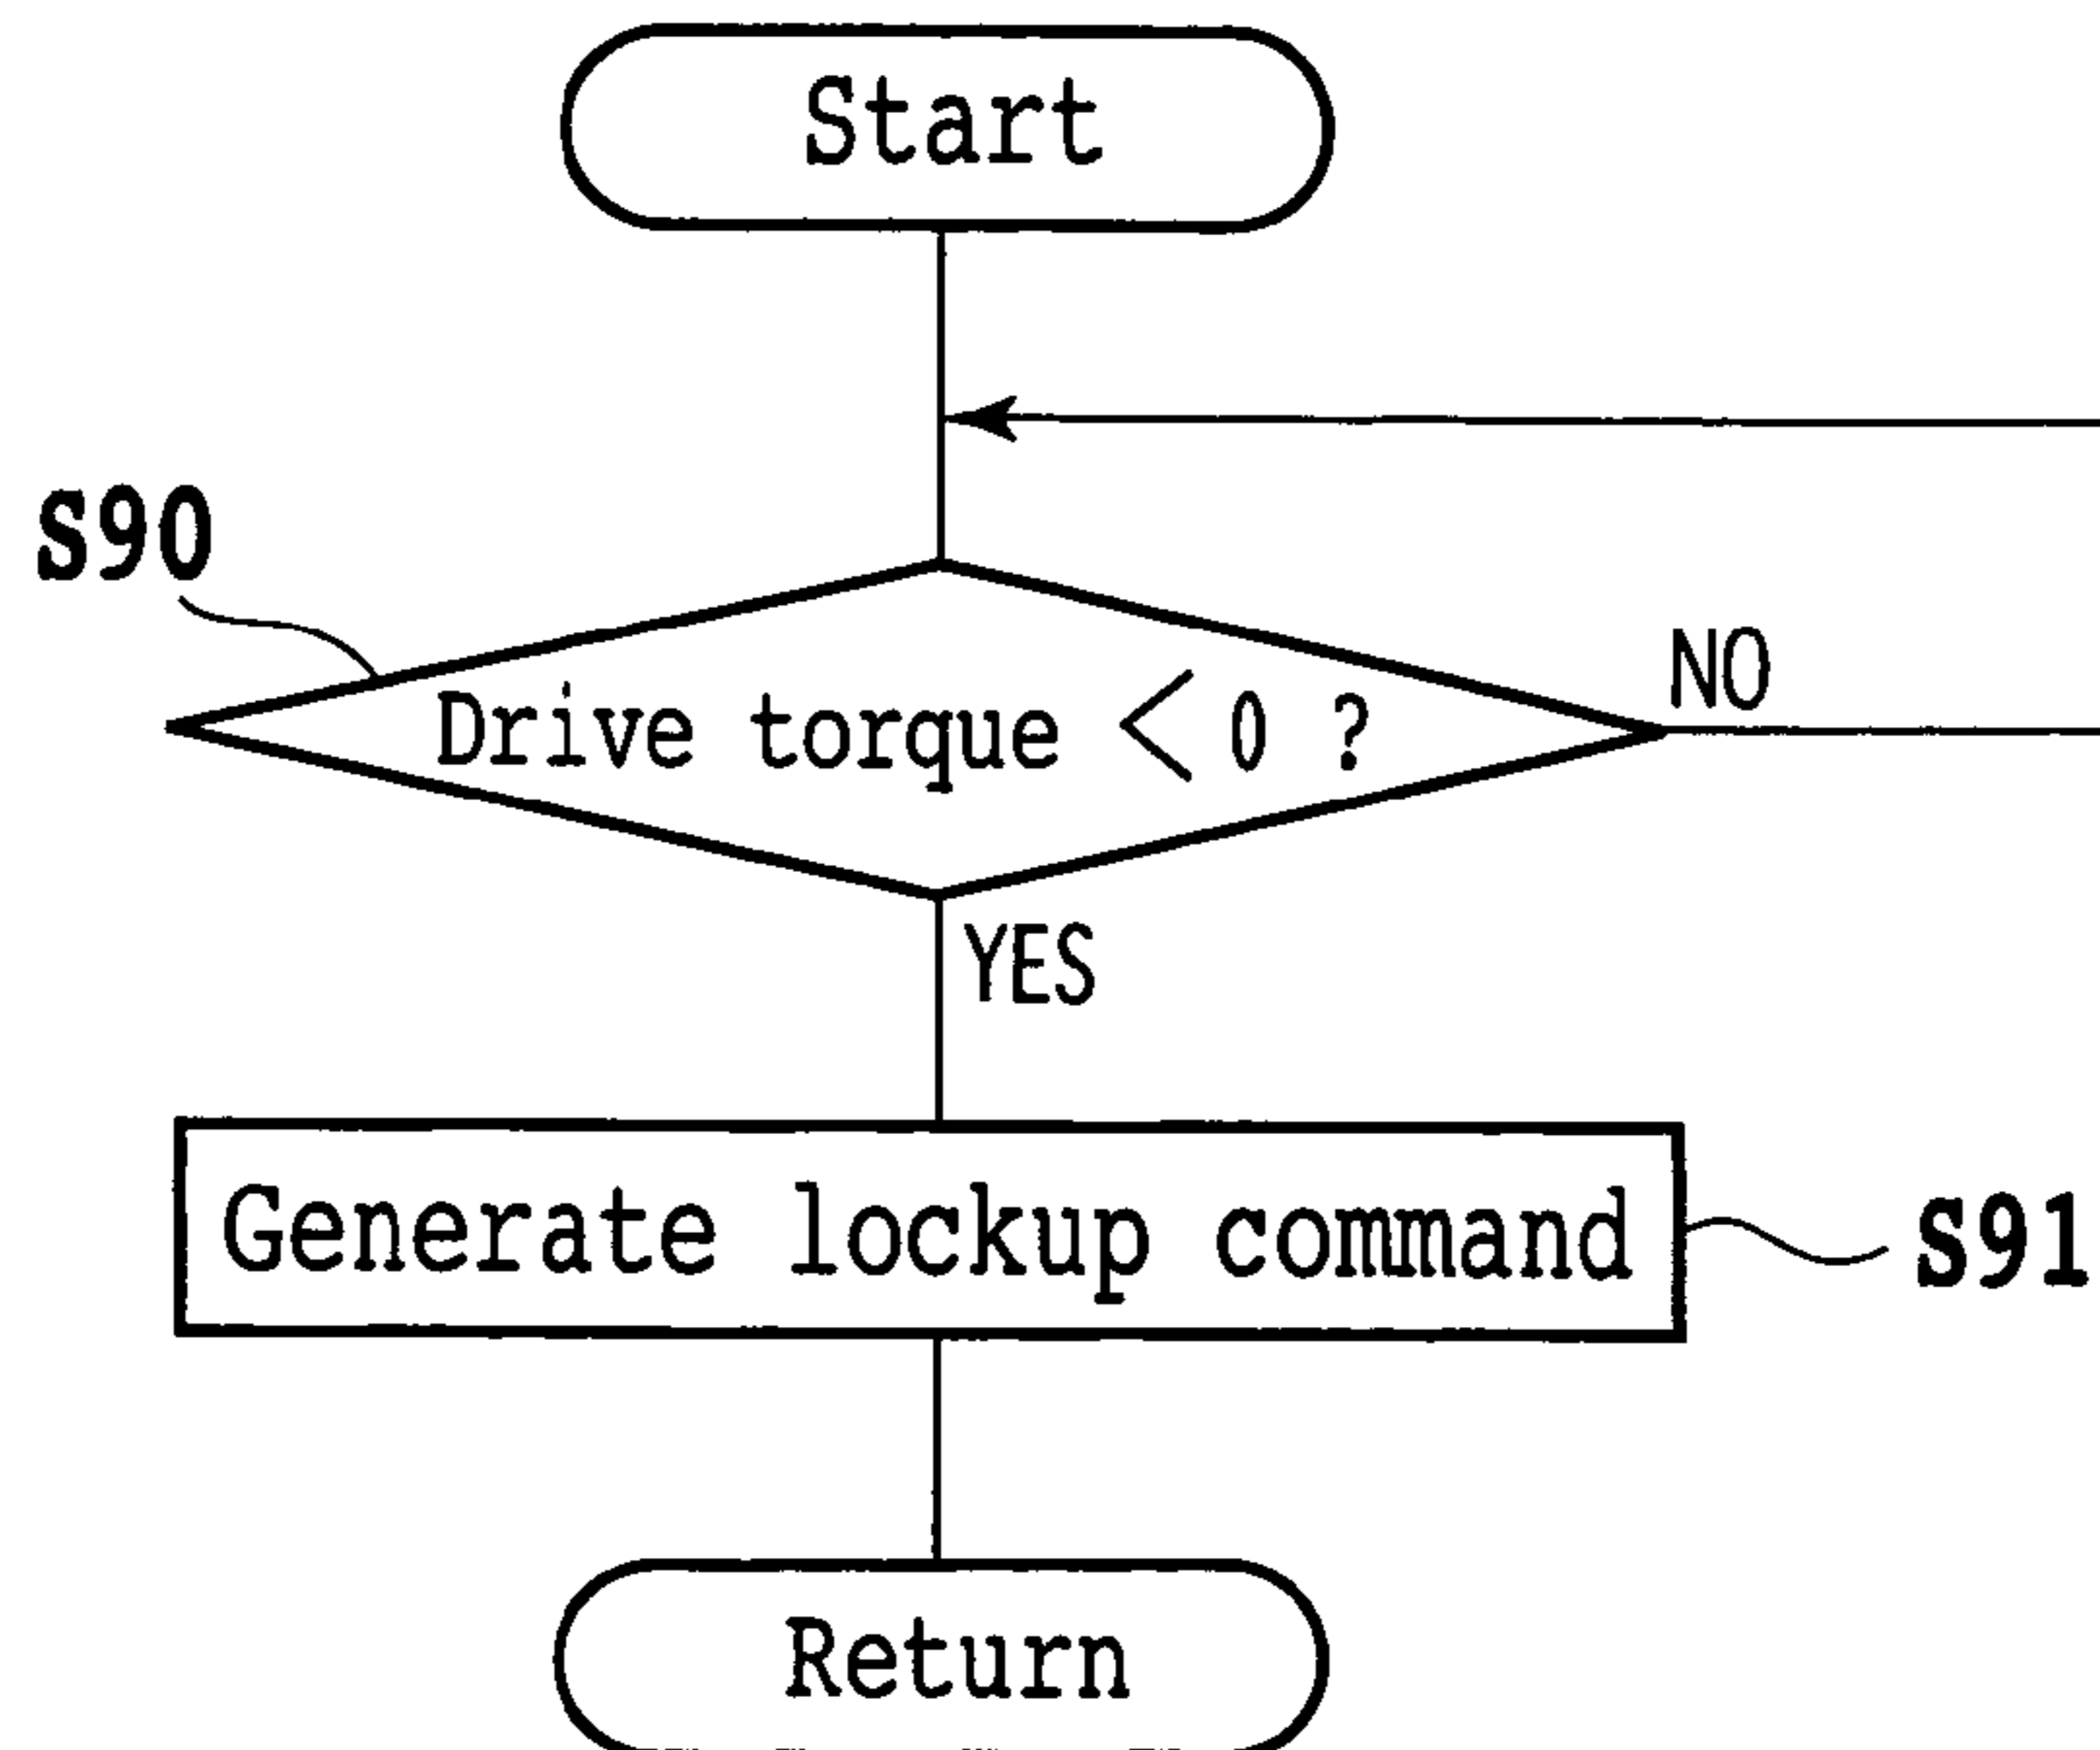 Start
S90
NO
Drive torque < 0 ?
YES
Generate lockup command
S91
Return